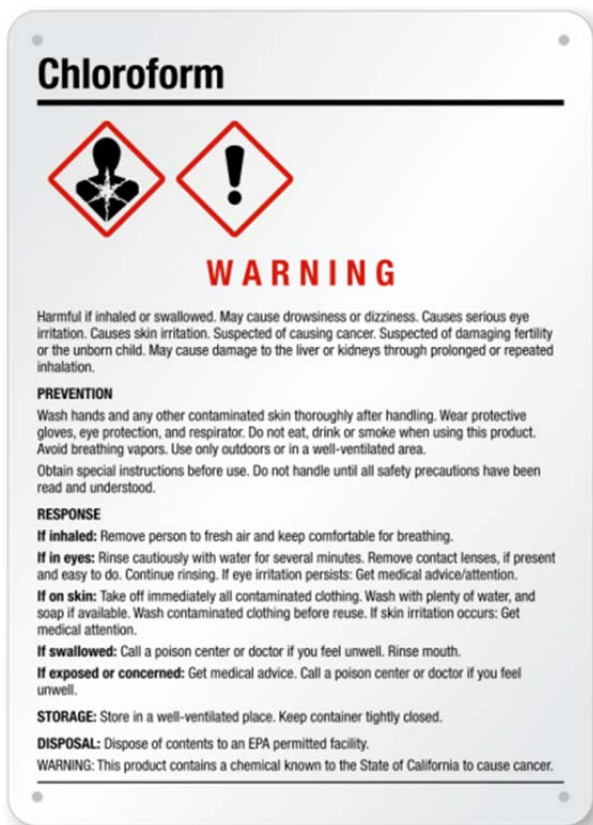 Chloroform
WARNING
Harmful if inhaled or swallowed. May cause drowsiness or dizziness. Causes serious eye
irritation. Causes skin irritation. Suspected of causing cancer. Suspected of damaging fertility
or the unborn child. May cause damage to the liver or kidneys through prolonged or repeated
inhalation.
PREVENTION
Wash hands and any other contaminated skin thoroughly after handling. Wear protective
gloves, eye protection, and respirator. Do not eat, drink or smoke when using this product.
Avoid breathing vapors. Use only outdoors or in a well-ventilated area.
Obtain special instructions before use. Do not handle until all safety precautions have been
read and understood.
RESPONSE
If inhaled: Remove person to fresh air and keep comfortable for breathing.
If in eyes: Rinse cautiously with water for several minutes. Remove contact lenses, if present
and easy to do. Continue rinsing. If eye irritation persists: Get medical advice/attention.
If on skin: Take off immediately all contaminated clothing. Wash with plenty of water, and
soap if available. Wash contaminated clothing before reuse. If skin irritation occurs: Get
medical attention.
If swallowed: Call a poison center or doctor if you feel unwell. Rinse mouth.
If exposed or concerned: Get medical advice. Call a poison center or doctor if you feel
unwell.
STORAGE: Store in a well-ventilated place. Keep container tightly closed.
DISPOSAL: Dispose of contents to an EPA permitted facility.
WARNING: This product contains a chemical known to the State of California to cause cancer.